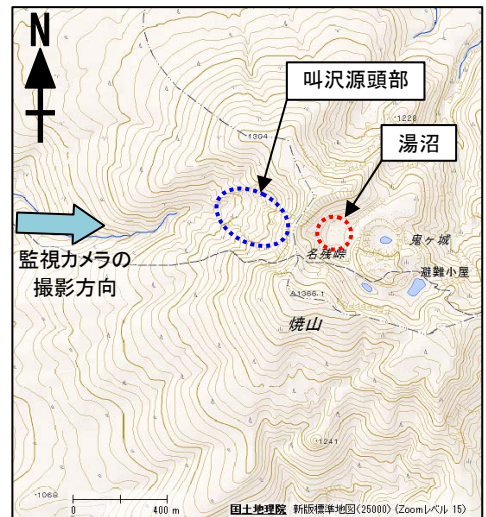 N
叫沢源頭部
湯沼
・1304
・1228
鬼ヶ城
名残峠
避難小屋
監視カメラの
撮影方向
△1366.1
焼山
・1241
・1068
0 400 m
国土地理院 新版標準地図(25000) (Zoomレベル 15)